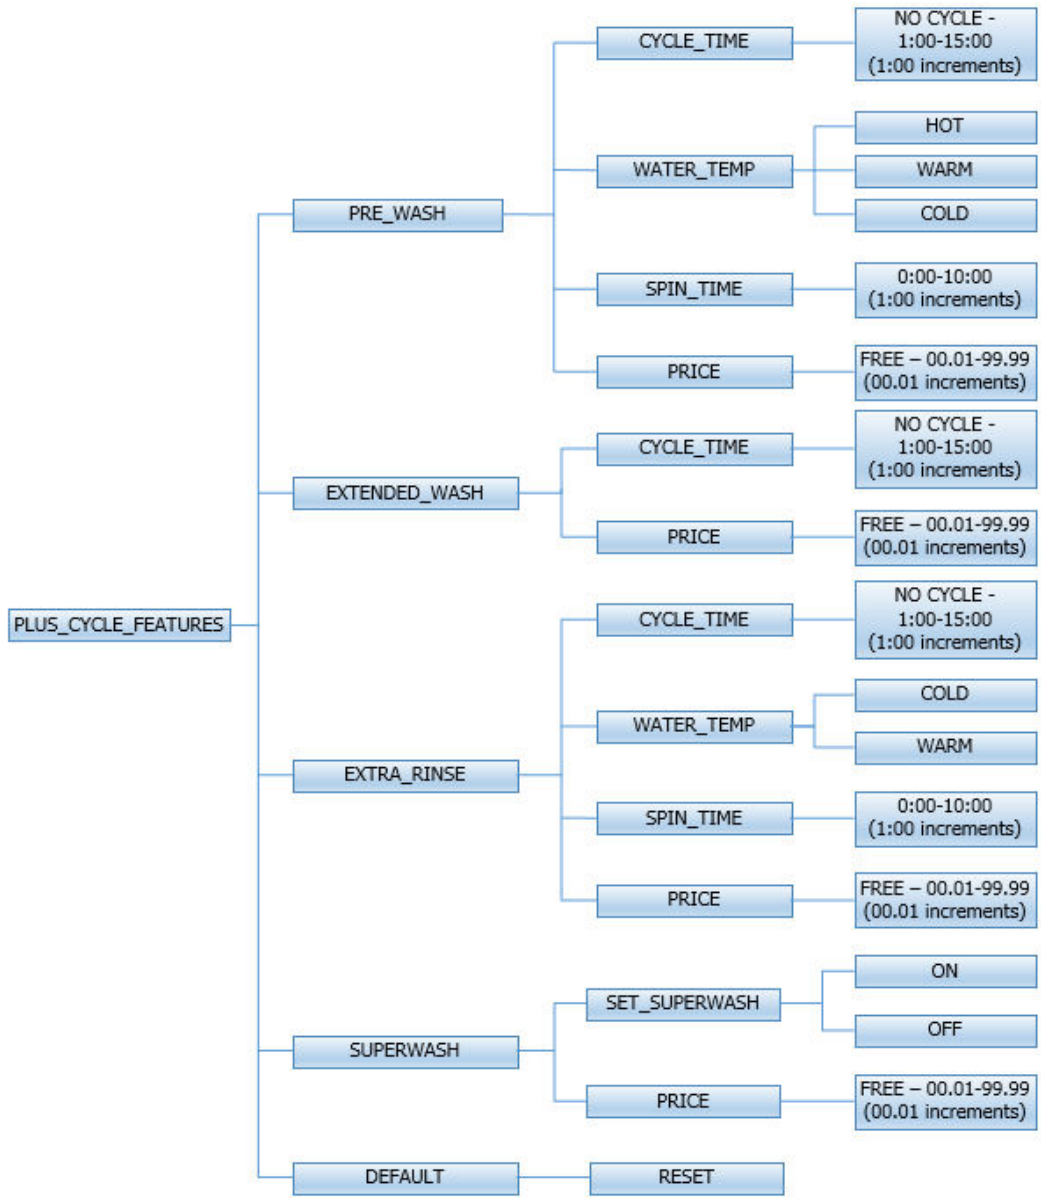 NO CYCLE -
1:00-15:00
(1:00 increments)
CYCLE_TIME
HOT
WATER_TEMP
WARM
COLD
PRE_WASH
SPIN_TIME
0:00-10:00
(1:00 increments)
PRICE
FREE – 00.01-99.99
(00.01 increments)
CYCLE_TIME
NO CYCLE -
1:00-15:00
(1:00 increments)
EXTENDED_WASH
PRICE
FREE – 00.01-99.99
(00.01 increments)
PLUS_CYCLE_FEATURES
CYCLE_TIME
NO CYCLE -
1:00-15:00
(1:00 increments)
WATER_TEMP
COLD
WARM
EXTRA_RINSE
SPIN_TIME
0:00-10:00
(1:00 increments)
PRICE
FREE – 00.01-99.99
(00.01 increments)
SET_SUPERWASH
ON
OFF
SUPERWASH
PRICE
FREE – 00.01-99.99
(00.01 increments)
DEFAULT
RESET